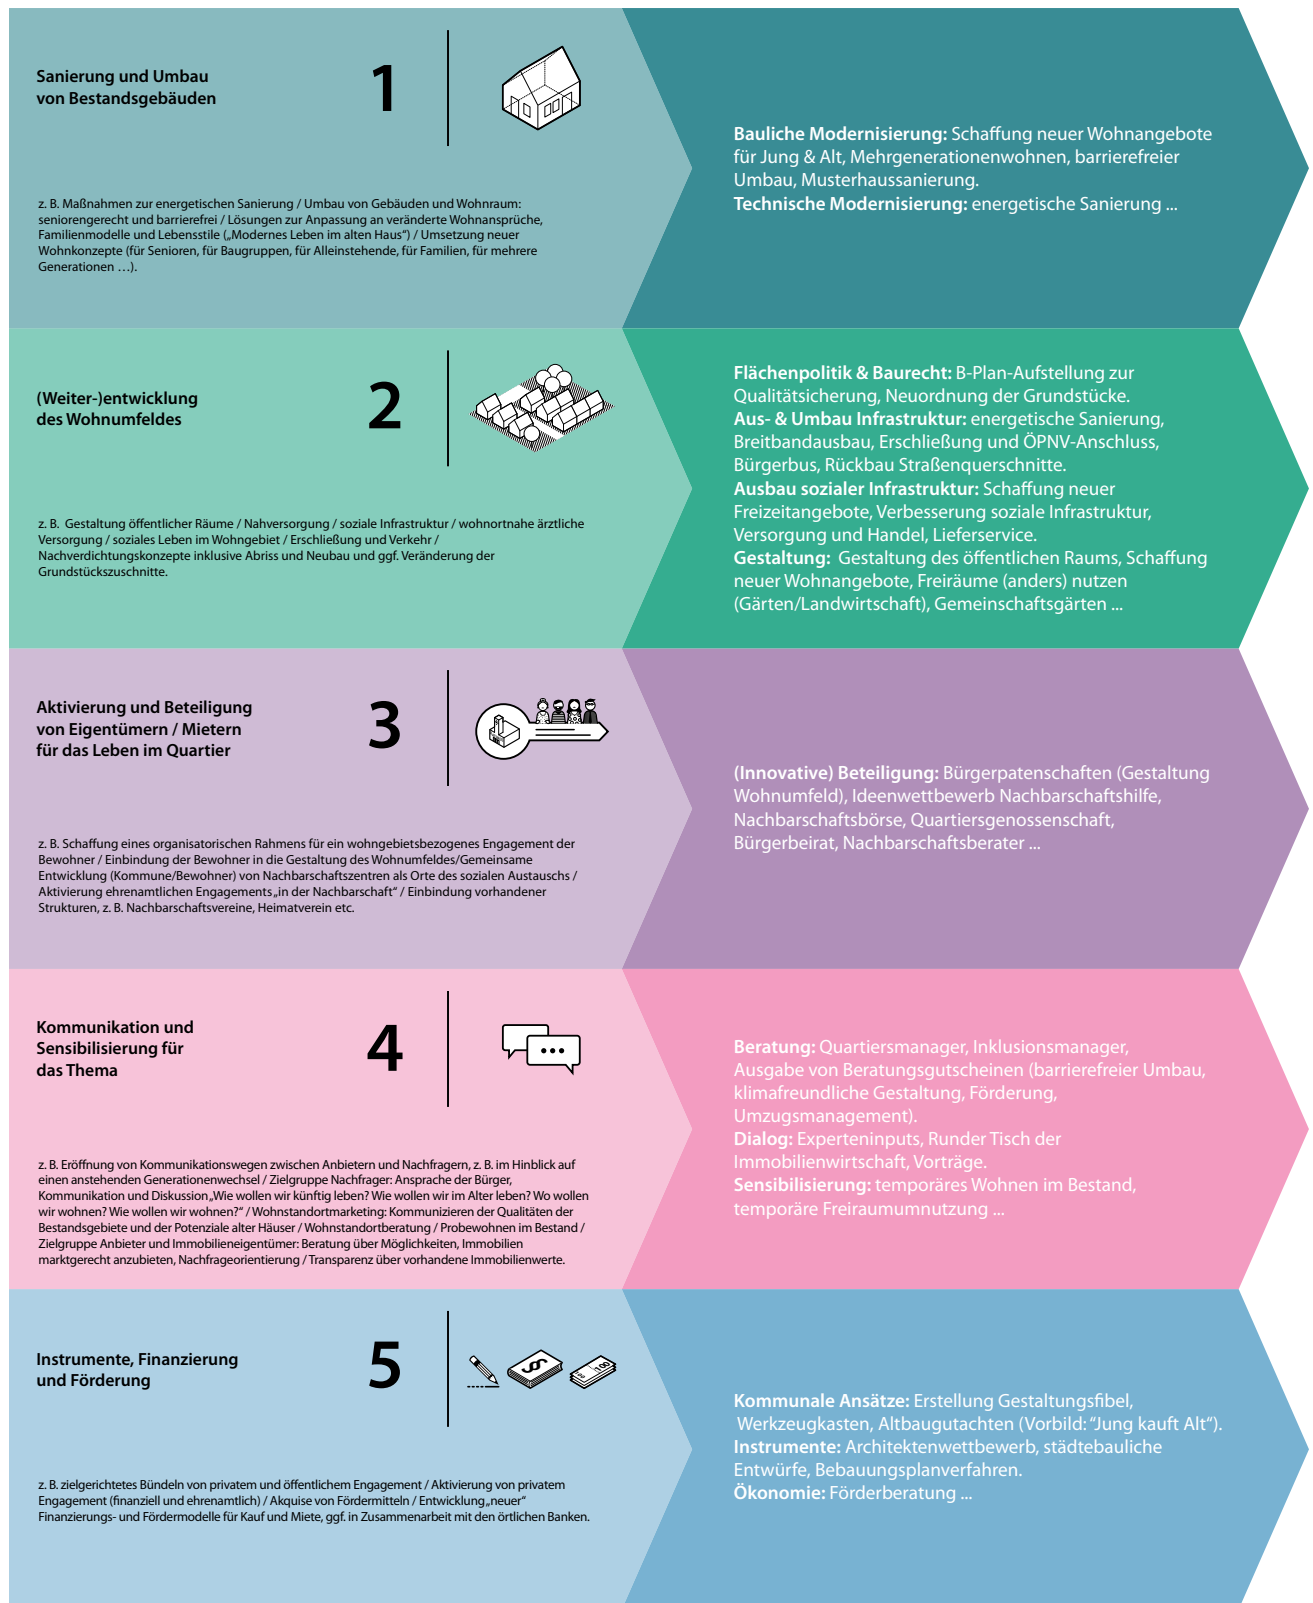 Sanierung und Umbau
von Bestandsgebäuden
1
z. B. Maßnahmen zur energetischen Sanierung / Umbau von Gebäuden und Wohnraum:
seniorengerecht und barrierefrei / Lösungen zur Anpassung an veränderte Wohnansprüche,
Familienmodelle und Lebensstile („Modernes Leben im alten Haus“) / Umsetzung neuer
Wohnkonzepte (für Senioren, für Baugruppen, für Alleinstehende, für Familien, für mehrere
Generationen …).
Bauliche Modernisierung: Schaffung neuer Wohnangebote
für Jung & Alt, Mehrgenerationenwohnen, barrierefreier
Umbau, Musterhaussanierung.
Technische Modernisierung: energetische Sanierung ...
(Weiter-)entwicklung
des Wohnumfeldes
2
z. B.  Gestaltung öffentlicher Räume / Nahversorgung / soziale Infrastruktur / wohnortnahe ärztliche
Versorgung / soziales Leben im Wohngebiet / Erschließung und Verkehr /
Nachverdichtungskonzepte inklusive Abriss und Neubau und ggf. Veränderung der
Grundstückszuschnitte.
Flächenpolitik & Baurecht: B-Plan-Aufstellung zur
Qualitätsicherung, Neuordnung der Grundstücke.
Aus- & Umbau Infrastruktur: energetische Sanierung,
Breitbandausbau, Erschließung und ÖPNV-Anschluss,
Bürgerbus, Rückbau Straßenquerschnitte.
Ausbau sozialer Infrastruktur: Schaffung neuer
Freizeitangebote, Verbesserung soziale Infrastruktur,
Versorgung und Handel, Lieferservice.
Gestaltung:  Gestaltung des öffentlichen Raums, Schaffung
neuer Wohnangebote, Freiräume (anders) nutzen
(Gärten/Landwirtschaft), Gemeinschaftsgärten ...
Aktivierung und Beteiligung
von Eigentümern / Mietern
für das Leben im Quartier
3
z. B. Schaffung eines organisatorischen Rahmens für ein wohngebietsbezogenes Engagement der
Bewohner / Einbindung der Bewohner in die Gestaltung des Wohnumfeldes/Gemeinsame
Entwicklung (Kommune/Bewohner) von Nachbarschaftszentren als Orte des sozialen Austauschs /
Aktivierung ehrenamtlichen Engagements „in der Nachbarschaft“ / Einbindung vorhandener
Strukturen, z. B. Nachbarschaftsvereine, Heimatverein etc.
(Innovative) Beteiligung: Bürgerpatenschaften (Gestaltung
Wohnumfeld), Ideenwettbewerb Nachbarschaftshilfe,
Nachbarschaftsbörse, Quartiersgenossenschaft,
Bürgerbeirat, Nachbarschaftsberater ...
Kommunikation und
Sensibilisierung für
das Thema
4
z. B. Eröffnung von Kommunikationswegen zwischen Anbietern und Nachfragern, z. B. im Hinblick auf
einen anstehenden Generationenwechsel / Zielgruppe Nachfrager: Ansprache der Bürger,
Kommunikation und Diskussion „Wie wollen wir künftig leben? Wie wollen wir im Alter leben? Wo wollen
wir wohnen? Wie wollen wir wohnen?“ / Wohnstandortmarketing: Kommunizieren der Qualitäten der
Bestandsgebiete und der Potenziale alter Häuser / Wohnstandortberatung / Probewohnen im Bestand /
Zielgruppe Anbieter und Immobilieneigentümer: Beratung über Möglichkeiten, Immobilien
marktgerecht anzubieten, Nachfrageorientierung / Transparenz über vorhandene Immobilienwerte.
Beratung: Quartiersmanager, Inklusionsmanager,
Ausgabe von Beratungsgutscheinen (barrierefreier Umbau,
klimafreundliche Gestaltung, Förderung,
Umzugsmanagement).
Dialog: Experteninputs, Runder Tisch der
Immobilienwirtschaft, Vorträge.
Sensibilisierung: temporäres Wohnen im Bestand,
temporäre Freiraumumnutzung ...
Instrumente, Finanzierung
und Förderung
5
§
100
z. B. zielgerichtetes Bündeln von privatem und öffentlichem Engagement / Aktivierung von privatem
Engagement (finanziell und ehrenamtlich) / Akquise von Fördermitteln / Entwicklung „neuer“
Finanzierungs- und Fördermodelle für Kauf und Miete, ggf. in Zusammenarbeit mit den örtlichen Banken.
Kommunale Ansätze: Erstellung Gestaltungsfibel,
Werkzeugkasten, Altbaugutachten (Vorbild: “Jung kauft Alt“).
Instrumente: Architektenwettbewerb, städtebauliche
Entwürfe, Bebauungsplanverfahren.
Ökonomie: Förderberatung ...